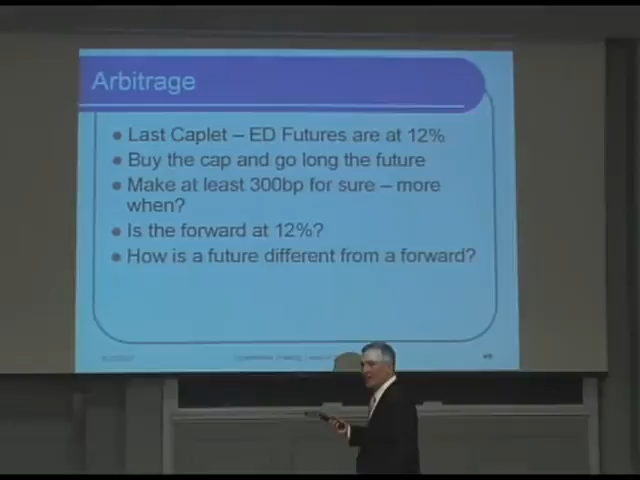 Arbitrage
Last Caplet – ED Futures are at 12%
Buy the cap and go long the future
Make at least 300bp for sure – more
when?
Is the forward at 12%?
How is a future different from a forward?